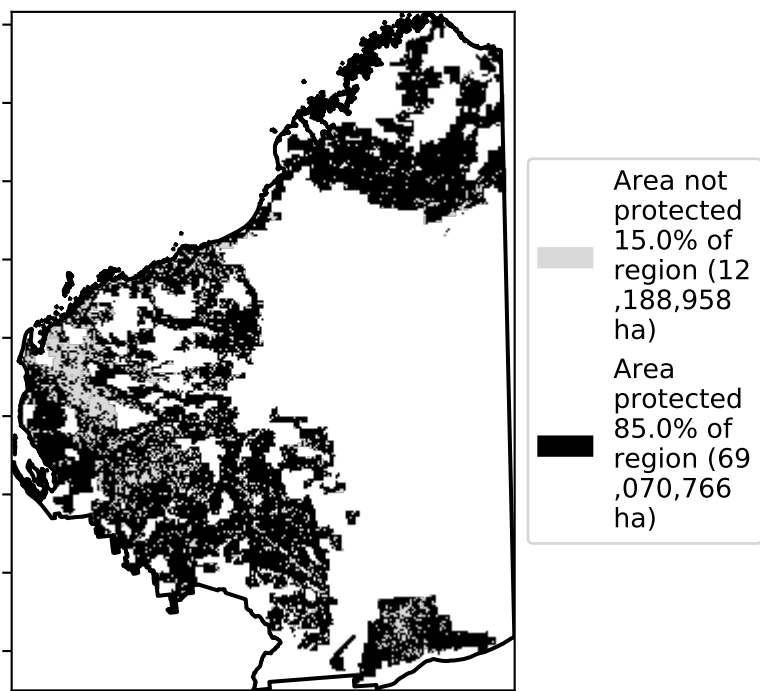 Area not
protected
15.0% of
region (12
,188,958
ha)
Area
protected
85.0% of
region (69
,070,766
ha)